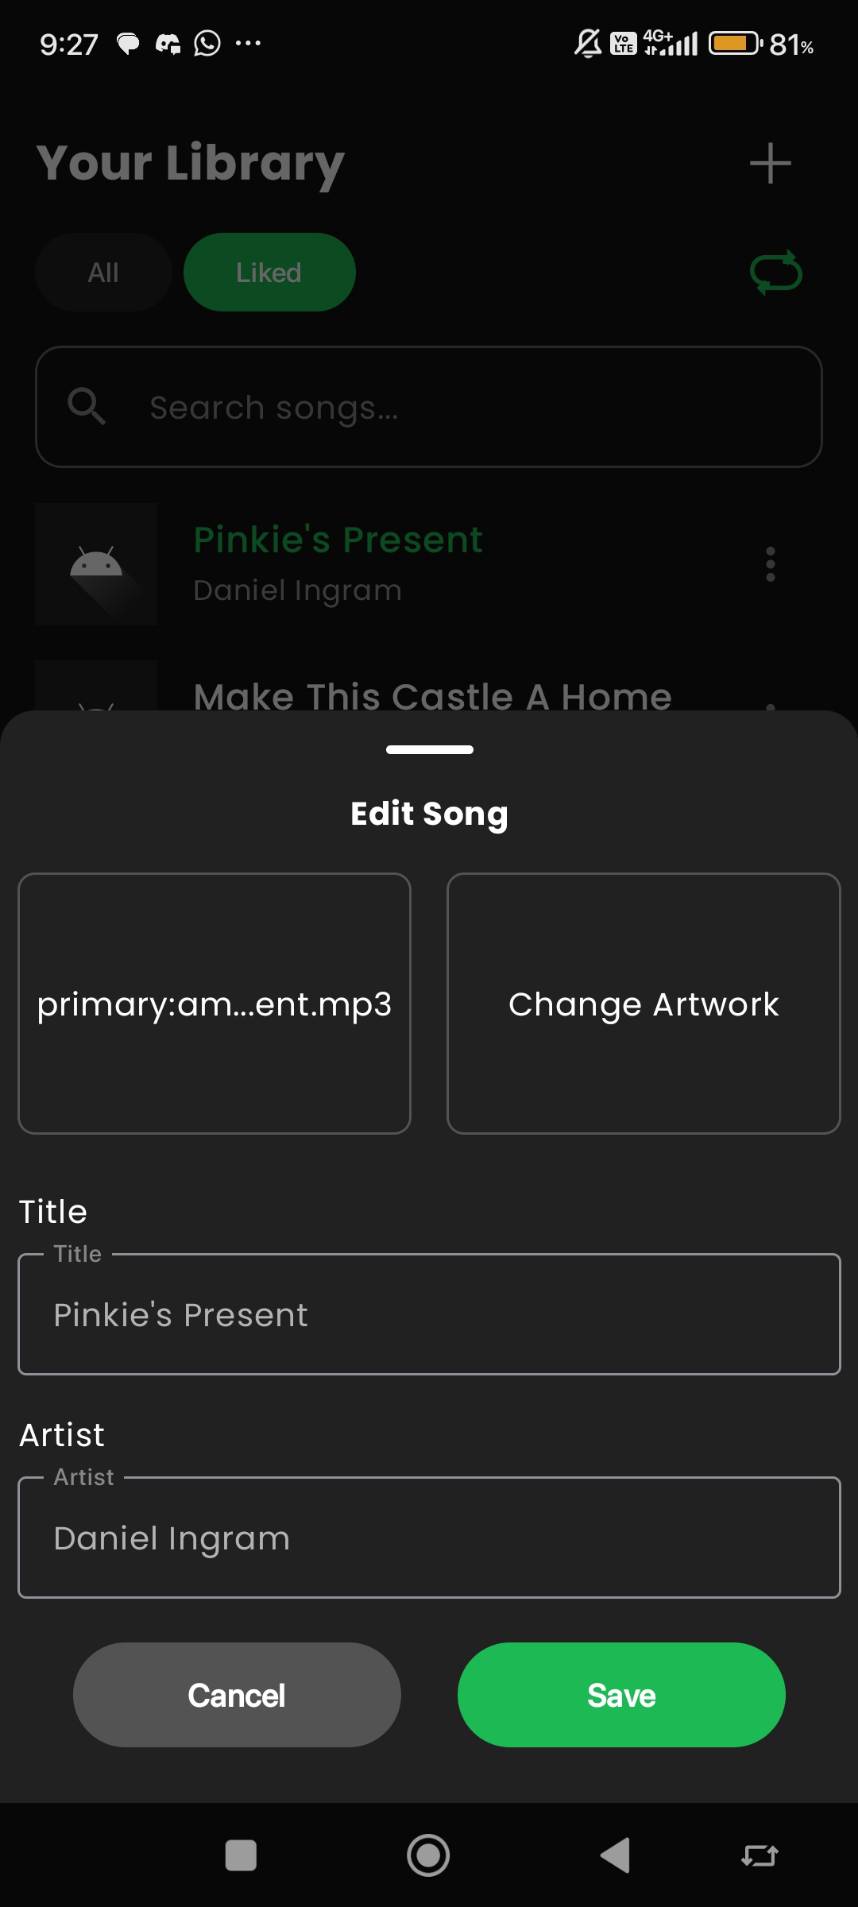 9:27
Vo LTE
4G+
81%
Your Library
All
Liked
Search songs...
Pinkie's Present
Daniel Ingram
Make This Castle A Home
Edit Song
primary:am...ent.mp3
Change Artwork
Title
Title
Pinkie's Present
Artist
Artist
Daniel Ingram
Cancel
Save